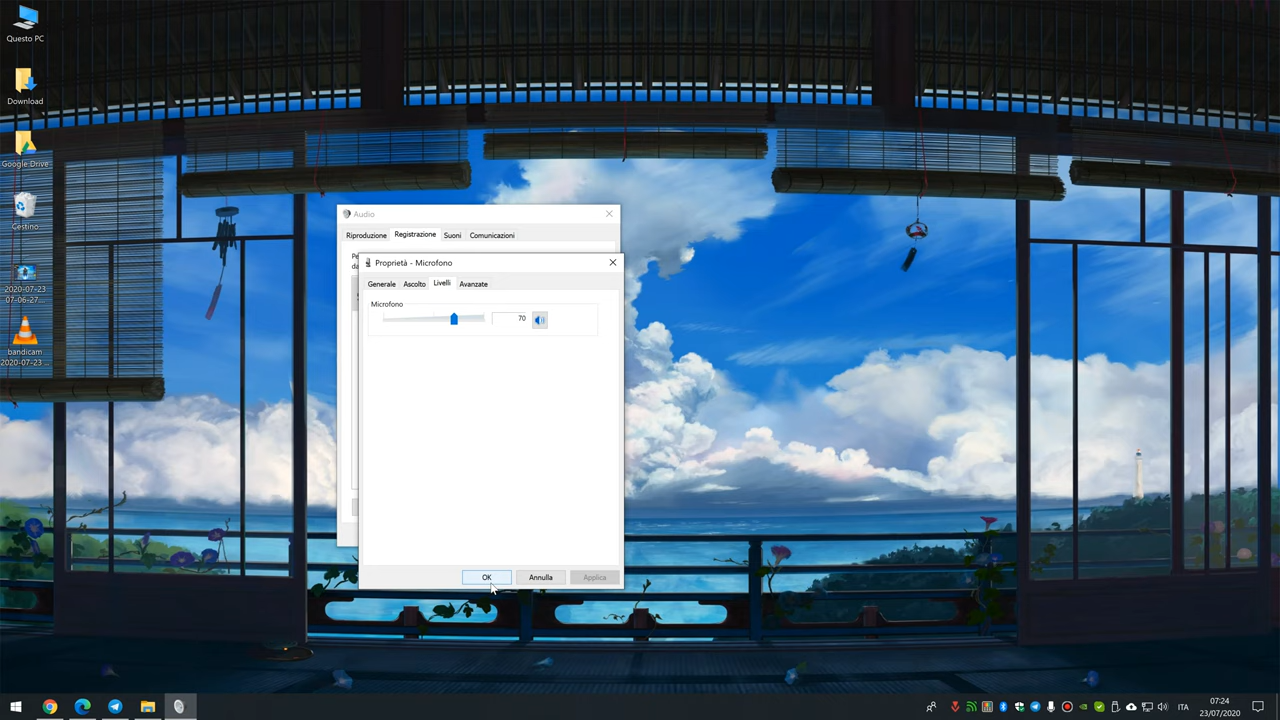 Questo PC
Download
Google Drive
Cestino
2020-07-23
07-06-27...
bandicam
2020-07-23 ...
Audio
Riproduzione
Registrazione
Suoni
Comunicazioni
Pe
da
Proprietà - Microfono
Generale
Ascolto
Livelli
Avanzate
Microfono
70
OK
Annulla
Applica
ITA
07:24
23/07/2020